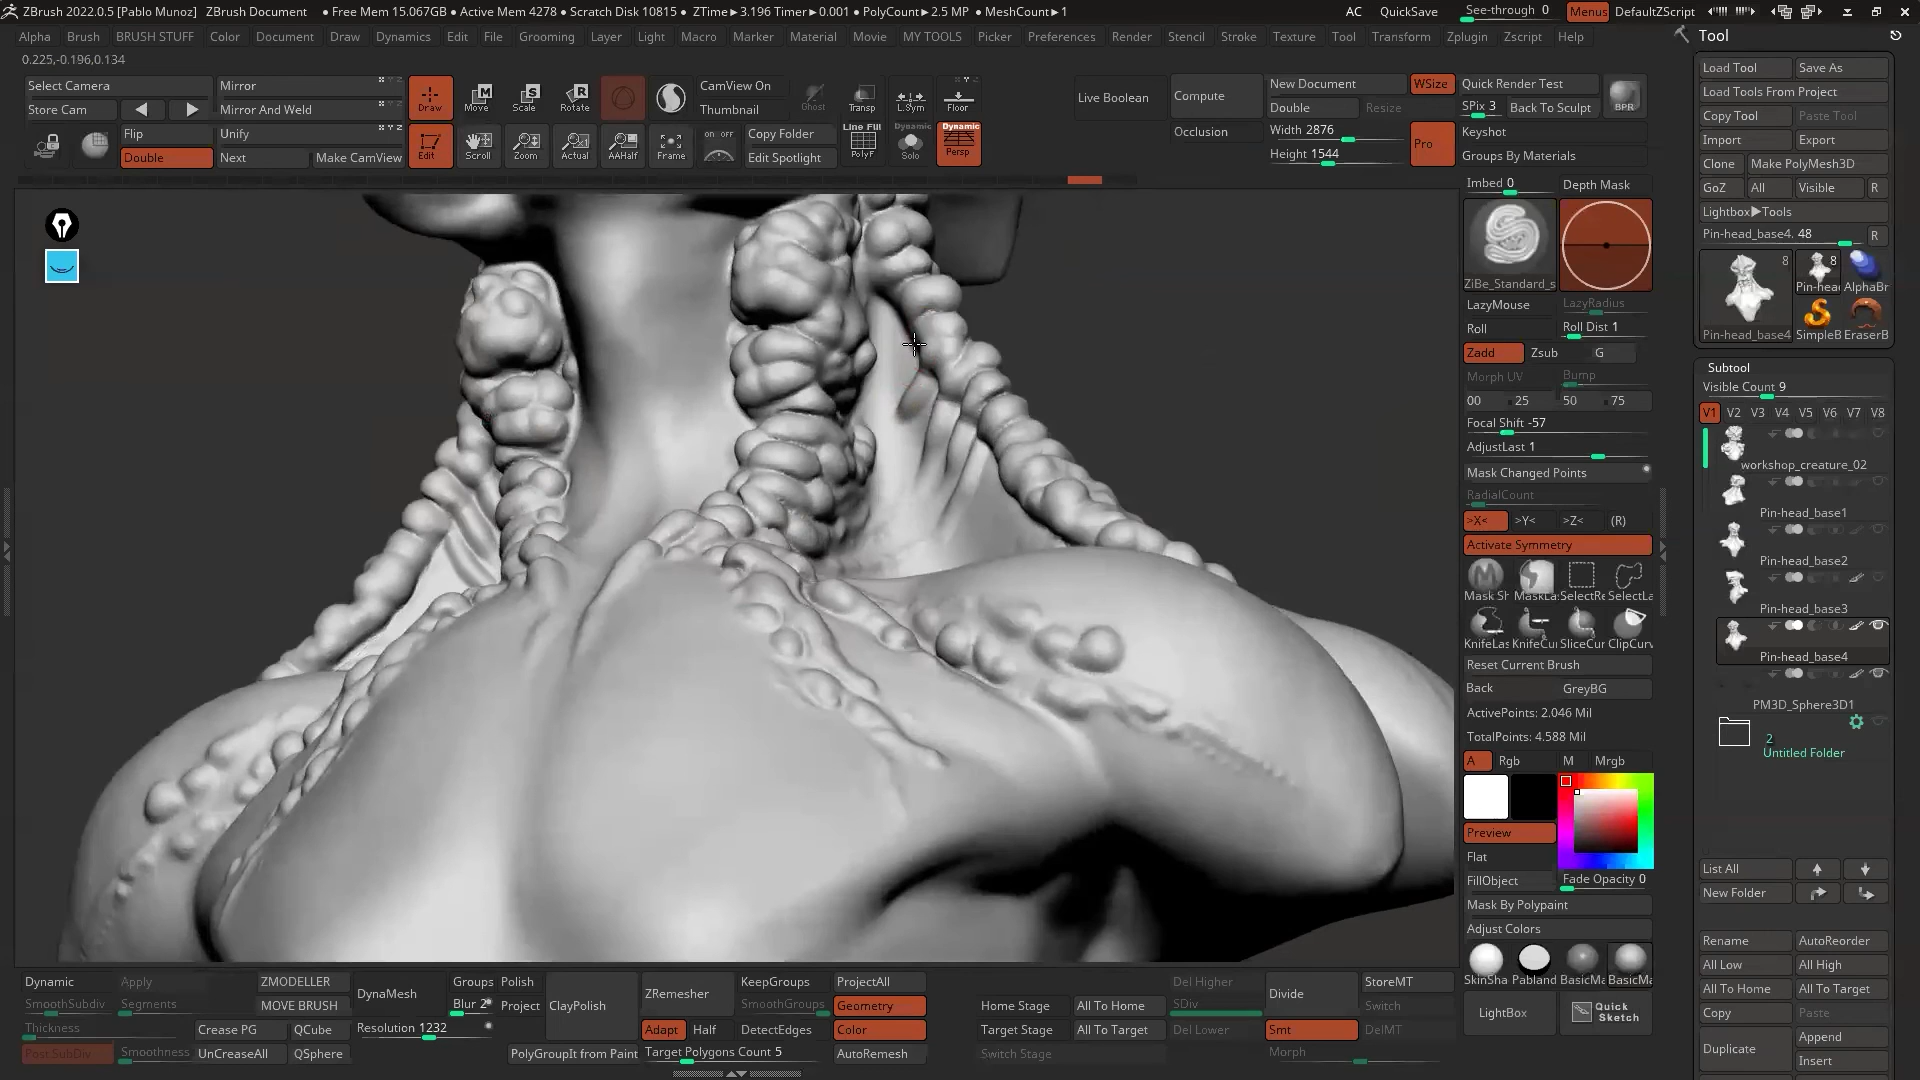 ZBrush 2022.0.5 [Pablo Munoz] ZBrush Document ● Free Mem 15.067GB ● Active Mem 4278 ● Scratch Disk 10815 ● ZTime►3.196 Timer►0.001 ● PolyCount►2.5 MP ● MeshCount►1 AC QuickSave See-through 0 Menus DefaultZScript
Alpha Brush BRUSH STUFF Color Document Draw Dynamics Edit File Grooming Layer Light Macro Marker Material Movie MY TOOLS Picker Preferences Render Stencil Stroke Texture Tool Transform Zplugin Zscript Help
0.225,-0.196,0.134
Select Camera
Store Cam
Mirror
Mirror And Weld
Flip
Unify
Double
Next
Make CamView
Draw
Move
Scale
Rotate
CamView On
Thumbnail
Ghost
Transp
L.Sym
Floor
Edit
Scroll
Zoom
Actual
AAHalf
Frame
ON OFF
Copy Folder
Edit Spotlight
Line Fill
PolyF
Dynamic
Solo
Dynamic
Persp
Live Boolean
Compute
Occlusion
New Document
WSize
Double
Resize
Width 2876
Height 1544
Pro
Quick Render Test
SPix 3
Back To Sculpt
BPR
Keyshot
Groups By Materials
Imbed 0
Depth Mask
ZiBe_Standard_s
LazyMouse
LazyRadius
Roll
Roll Dist 1
Zadd
Zsub
G
Morph UV
Bump
00 25 50 75
Focal Shift -57
AdjustLast 1
Mask Changed Points
RadialCount
>X< >Y< >Z< (R)
Activate Symmetry
Mask Sh MaskLa SelectRe SelectLa
KnifeLas KnifeCu SliceCur ClipCurv
Reset Current Brush
Back
GreyBG
ActivePoints: 2.046 Mil
TotalPoints: 4.588 Mil
A Rgb M Mrgb
Preview
Flat
FillObject
Fade Opacity 0
Mask By Polypaint
Adjust Colors
SkinSha Pabland BasicMa BasicMa
LightBox
Quick Sketch
Tool
Load Tool
Save As
Load Tools From Project
Copy Tool
Paste Tool
Import
Export
Clone
Make PolyMesh3D
GoZ
All
Visible
R
Lightbox►Tools
Pin-head_base4. 48
R
8
8
Pin-head_base4
Pin-hea
AlphaBr
SimpleB
EraserB
Subtool
Visible Count 9
V1 V2 V3 V4 V5 V6 V7 V8
workshop_creature_02
Pin-head_base1
Pin-head_base2
Pin-head_base3
Pin-head_base4
PM3D_Sphere3D1
2
Untitled Folder
List All
New Folder
Rename
AutoReorder
All Low
All High
All To Home
All To Target
Copy
Paste
Duplicate
Append
Insert
Dynamic
Apply
ZMODELLER
SmoothSubdiv
Segments
MOVE BRUSH
Thickness
Crease PG
QCube
Post SubDiv
Smoothness
UnCreaseAll
QSphere
DynaMesh
Resolution 1232
Groups
Polish
Blur 2
Project
ClayPolish
PolyGroupIt from Paint
ZRemesher
KeepGroups
ProjectAll
SmoothGroups
Geometry
Adapt
Half
DetectEdges
Color
Target Polygons Count 5
AutoRemesh
Home Stage
All To Home
Target Stage
All To Target
Switch Stage
Del Higher
SDiv
Del Lower
Divide
Smt
Morph
StoreMT
Switch
DelMT